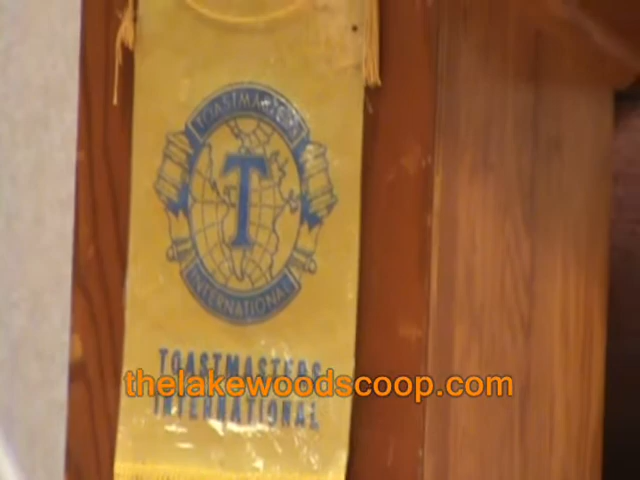 TOASTMASTERS
T
INTERNATIONAL
TOASTMASTERS
thelakewoodscoop.com
INTERNATIONAL